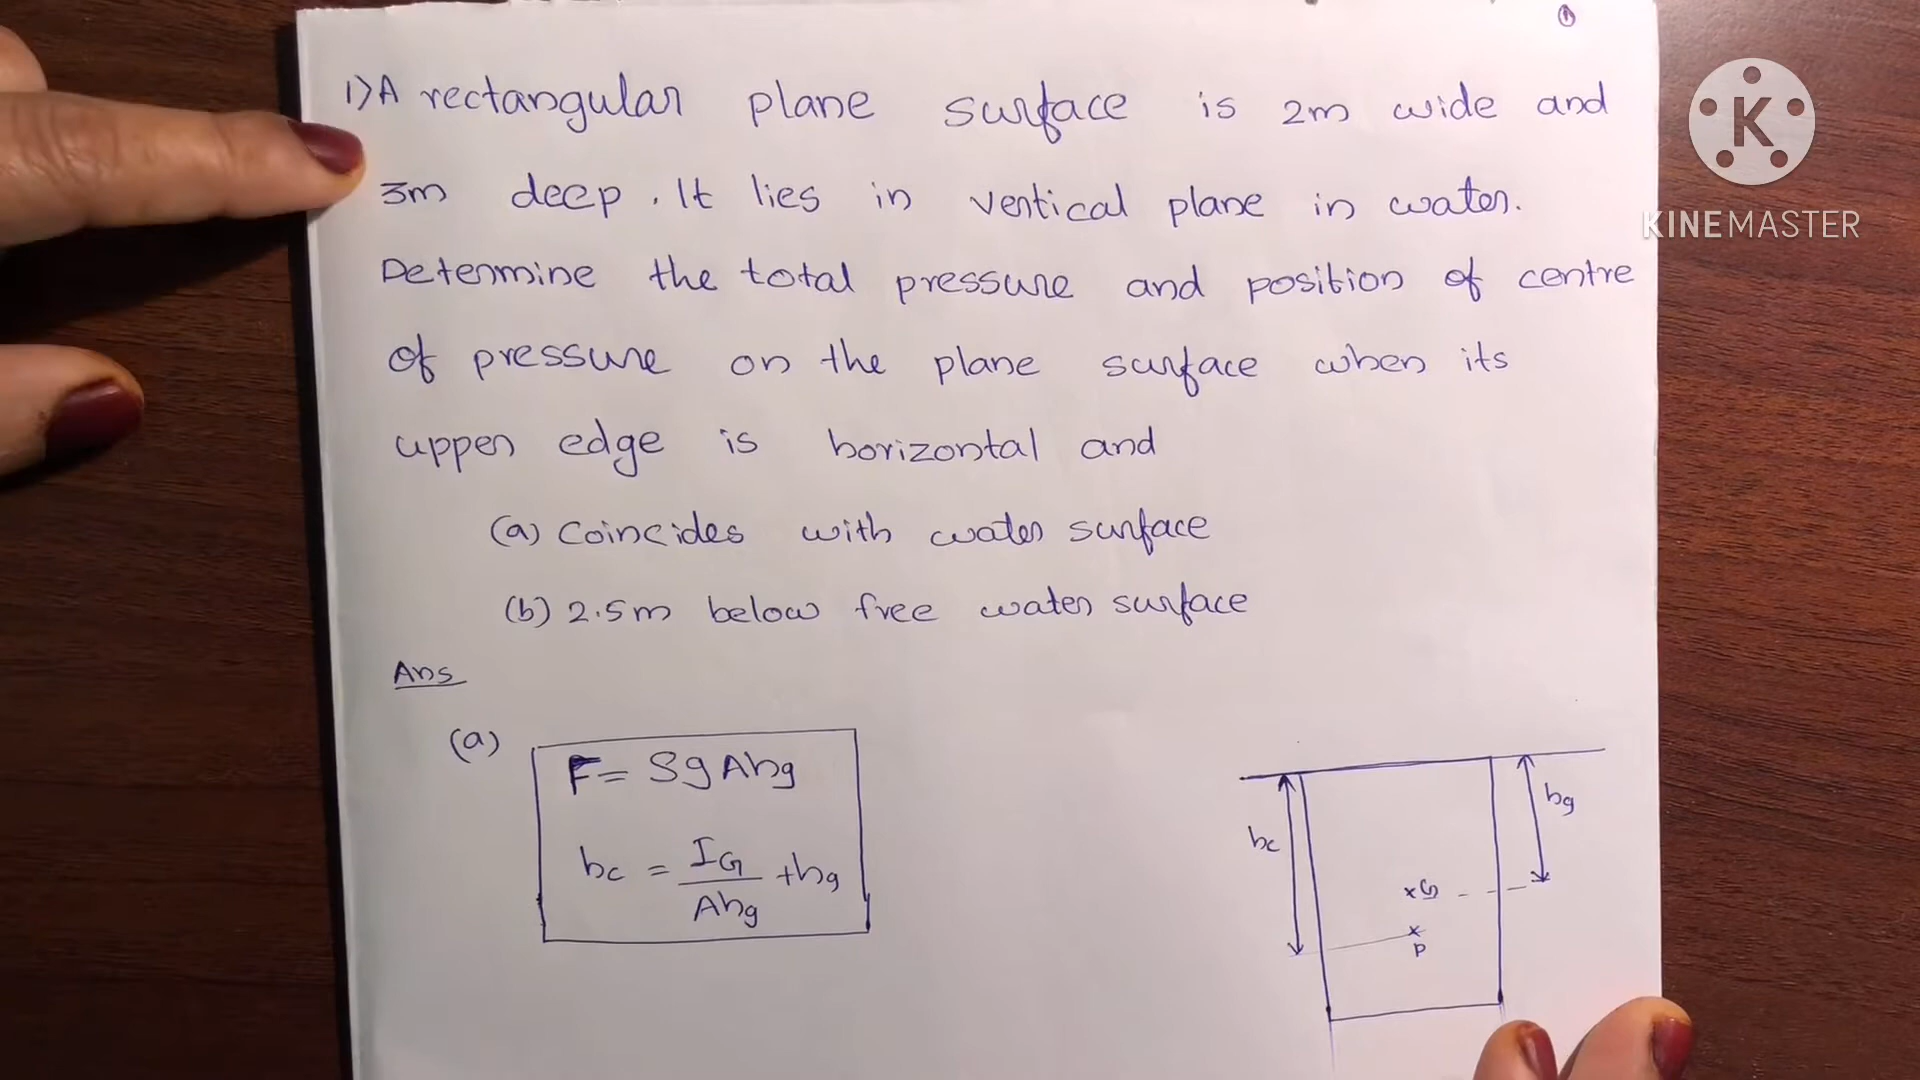 ①
1) A rectangular plane surface is 2m wide and
3m deep. It lies in vertical plane in water.
Determine the total pressure and position of centre
of pressure on the plane surface when its
upper edge is horizontal and
(a) Coincides with water surface
(b) 2.5m below free water surface
Ans
(a)
F = ρgAhg
hc = IG/Ahg + hg
hc
hg
×G
×
P
K
KINEMASTER